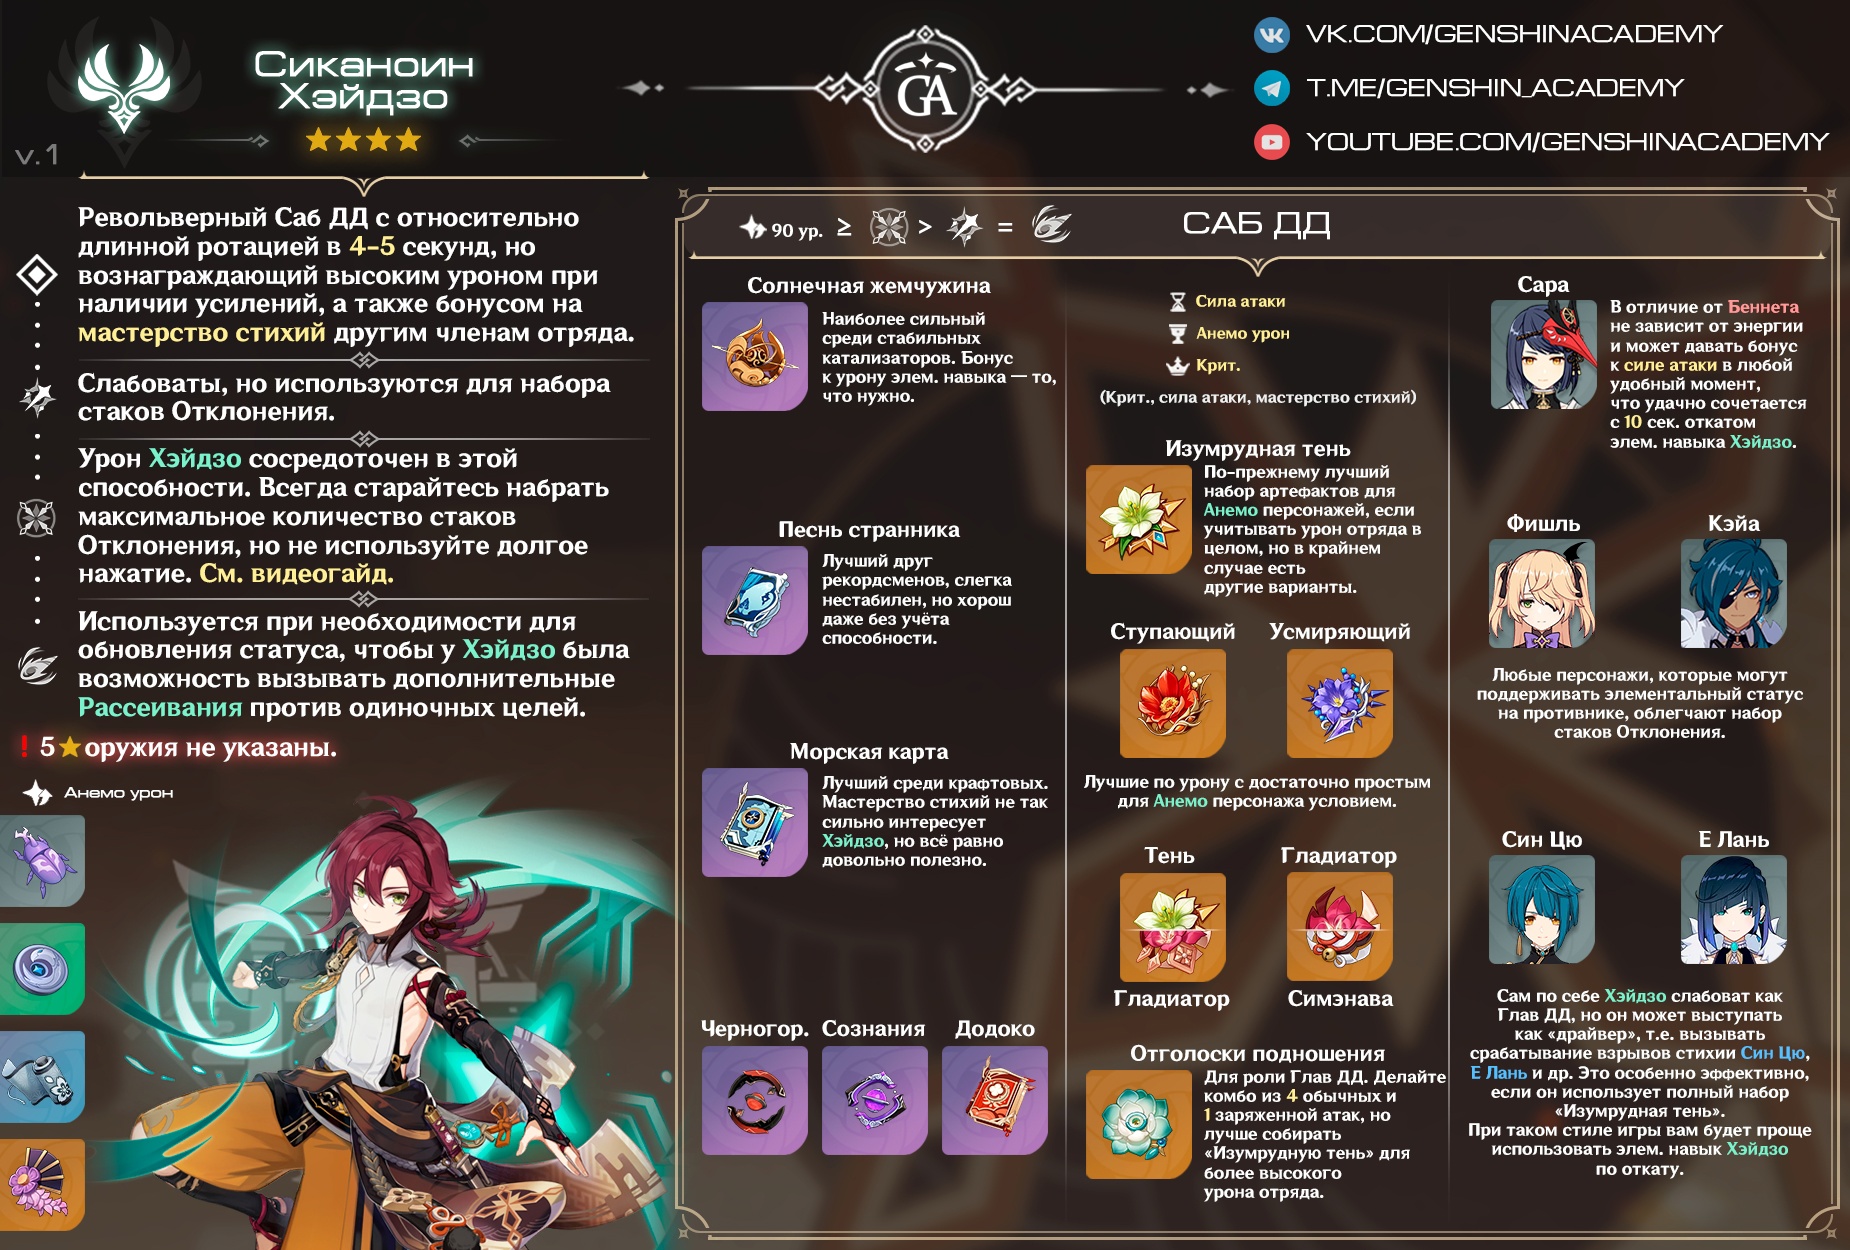 Сиканоин
Хэйдзо
v.1
GA
VK.COM/GENSHINACADEMY
T.ME/GENSHIN_ACADEMY
YOUTUBE.COM/GENSHINACADEMY
Револьверный Саб ДД с относительно
длинной ротацией в 4-5 секунд, но
вознаграждающий высоким уроном при
наличии усилений, а также бонусом на
мастерство стихий другим членам отряда.
Слабоваты, но используются для набора
стаков Отклонения.
Урон Хэйдзо сосредоточен в этой
способности. Всегда старайтесь набрать
максимальное количество стаков
Отклонения, но не используйте долгое
нажатие. См. видеогайд.
Используется при необходимости для
обновления статуса, чтобы у Хэйдзо была
возможность вызывать дополнительные
Рассеивания против одиночных целей.
! 5 оружия не указаны.
Анемо урон
90 ур. ≥ > =
САБ ДД
Солнечная жемчужина
Наиболее сильный
среди стабильных
катализаторов. Бонус
к урону элем. навыка — то,
что нужно.
Песнь странника
Лучший друг
рекордсменов, слегка
нестабилен, но хорош
даже без учёта
способности.
Морская карта
Лучший среди крафтовых.
Мастерство стихий не так
сильно интересует
Хэйдзо, но всё равно
довольно полезно.
Черногор. Сознания Додоко
Сила атаки
Анемо урон
Крит.
(Крит., сила атаки, мастерство стихий)
Изумрудная тень
По-прежнему лучший
набор артефактов для
Анемо персонажей, если
учитывать урон отряда в
целом, но в крайнем
случае есть
другие варианты.
Ступающий Усмиряющий
Лучшие по урону с достаточно простым
для Анемо персонажа условием.
Тень Гладиатор
Гладиатор Симэнава
Отголоски подношения
Для роли Глав ДД. Делайте
комбо из 4 обычных и
1 заряженной атак, но
лучше собирать
«Изумрудную тень» для
более высокого
урона отряда.
Сара
В отличие от Беннета
не зависит от энергии
и может давать бонус
к силе атаки в любой
удобный момент,
что удачно сочетается
с 10 сек. откатом
элем. навыка Хэйдзо.
Фишль Кэйа
Любые персонажи, которые могут
поддерживать элементальный статус
на противнике, облегчают набор
стаков Отклонения.
Син Цю Е Лань
Сам по себе Хэйдзо слабоват как
Глав ДД, но он может выступать
как «драйвер», т.е. вызывать
срабатывание взрывов стихии Син Цю,
Е Лань и др. Это особенно эффективно,
если он использует полный набор
«Изумрудная тень».
При таком стиле игры вам будет проще
использовать элем. навык Хэйдзо
по откату.